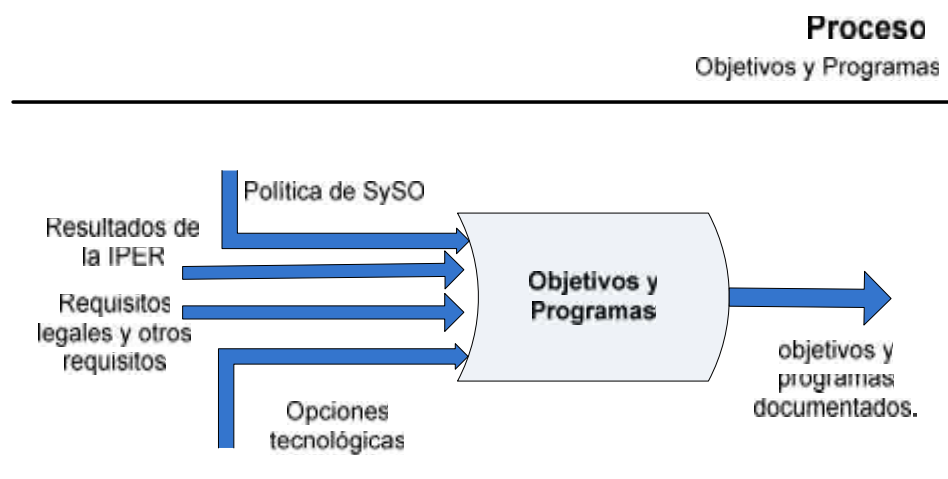 Proceso
Objetivos y Programas
Política de SySO
Resultados de
la IPER
Requisitos
legales y otros
requisitos
Opciones
tecnológicas
Objetivos y
Programas
objetivos y
programas
documentados.